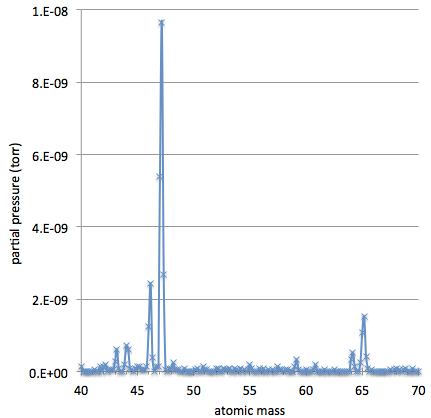 1.E-08
8.E-09
6.E-09
4.E-09
2.E-09
0.E+00
partial pressure (torr)
40 45 50 55 60 65 70
atomic mass